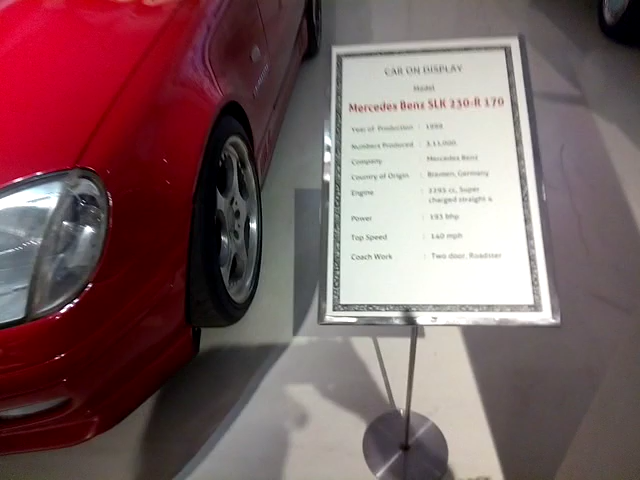 CAR ON DISPLAY
Model
Mercedes Benz SLK 230-R 170
Year of Production : 1999
Numbers Produced : 3,11,000,
Company : Mercedes Benz
Country of Origin : Bremen, Germany
Engine : 2295 cc, Super
charged straight 4
Power : 193 bhp
Top Speed : 140 mph
Coach Work : Two door, Roadster